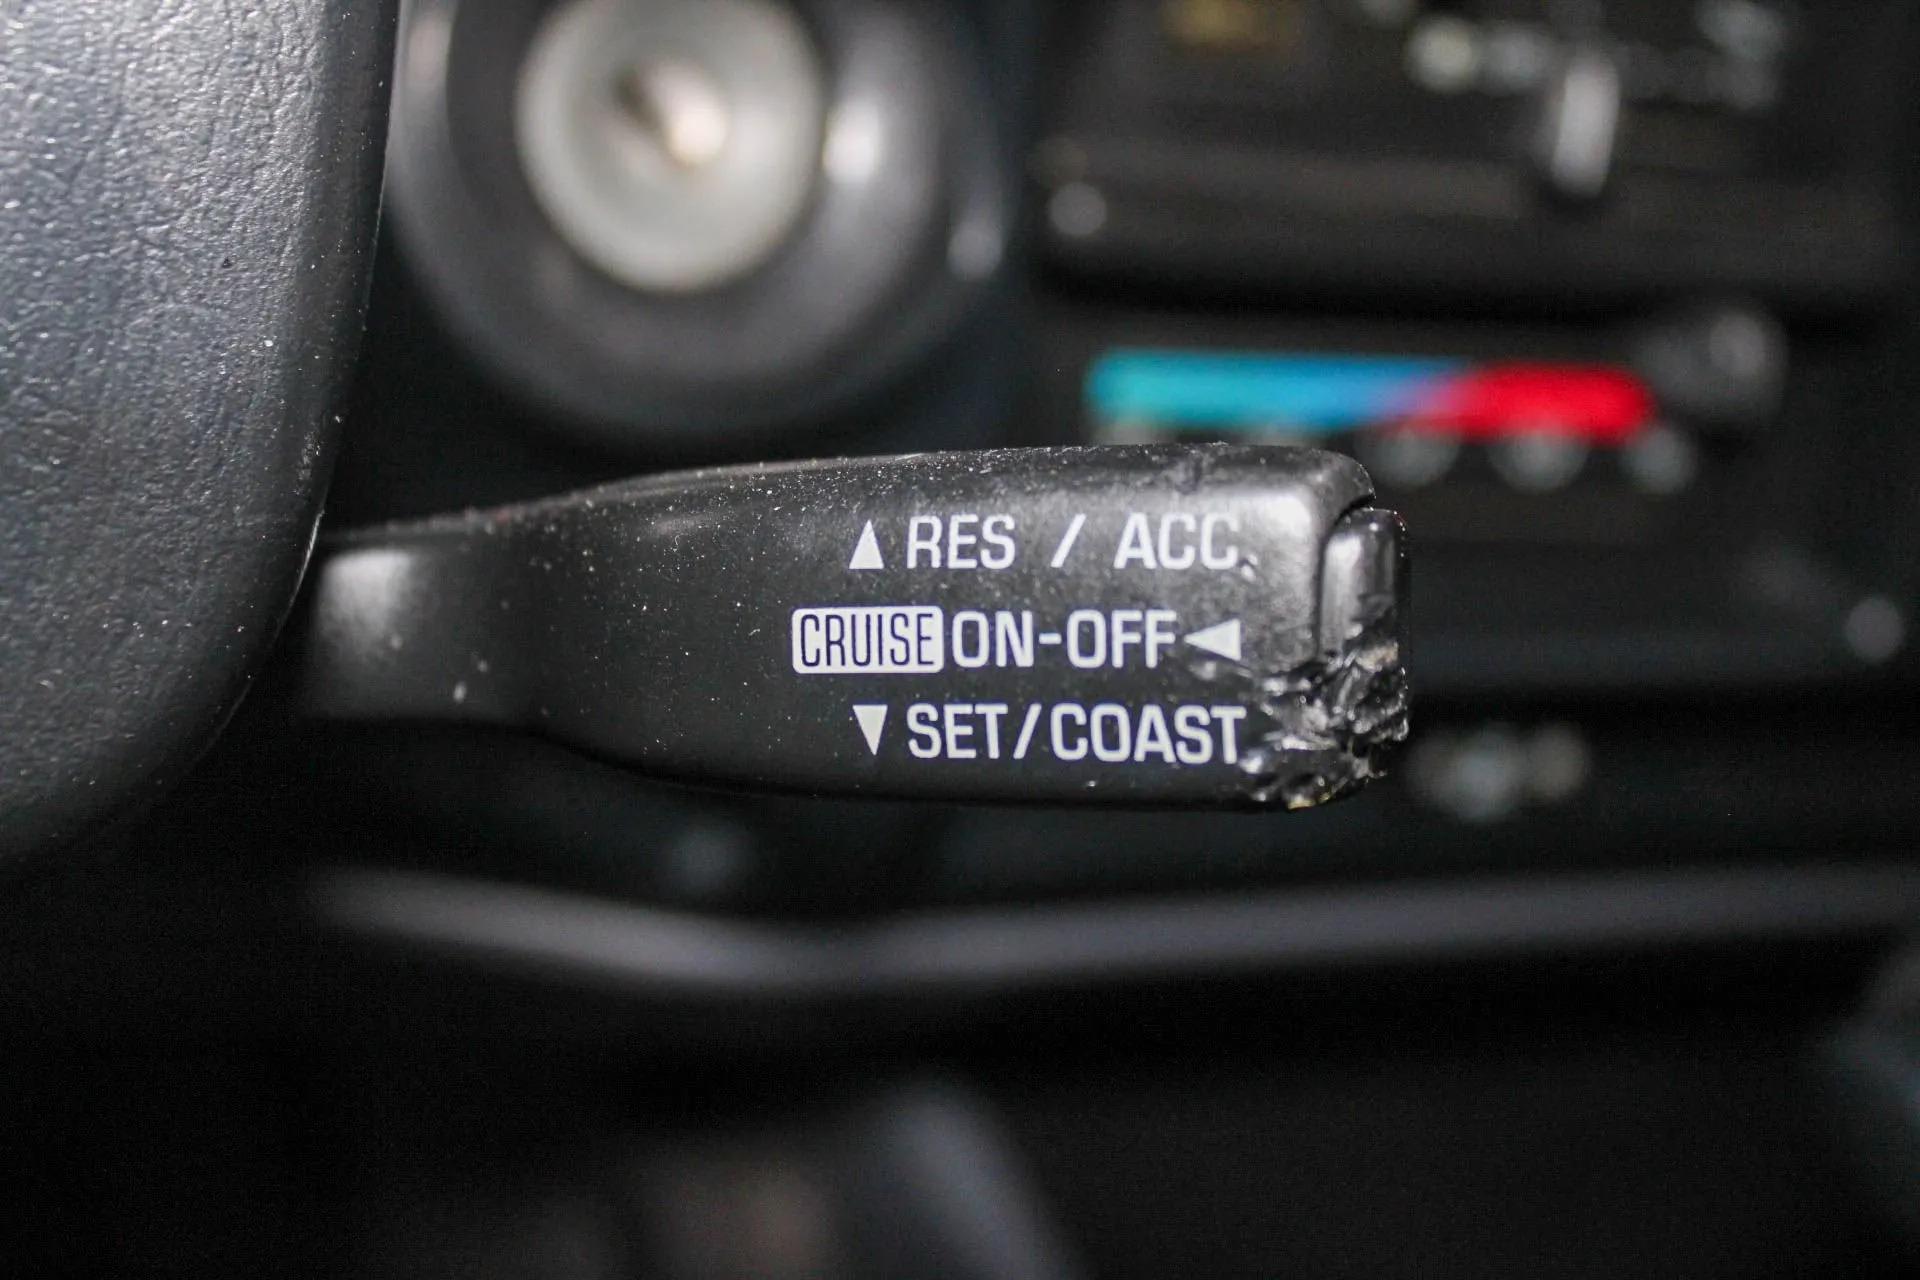 ▲ RES / ACC
CRUISE ON-OFF ◀
▼ SET/COAST